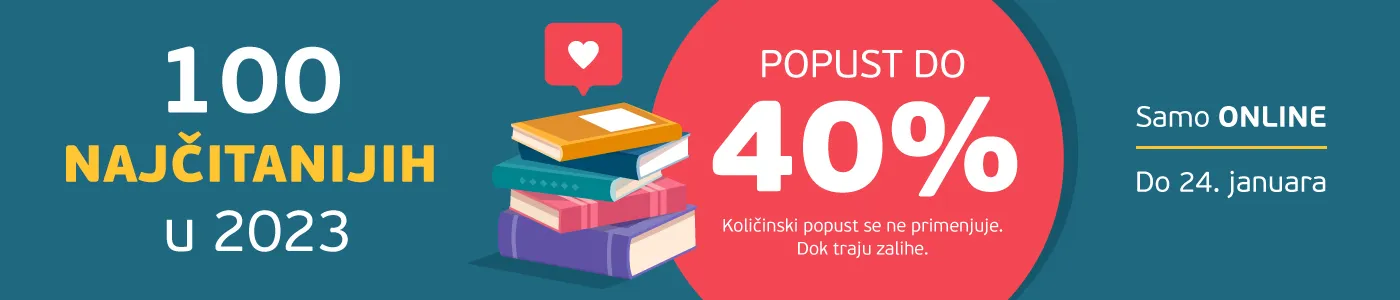 100
NAJČITANIJIH
u 2023
POPUST DO
40%
Količinski popust se ne primenjuje.
Dok traju zalihe.
Samo ONLINE
Do 24. januara